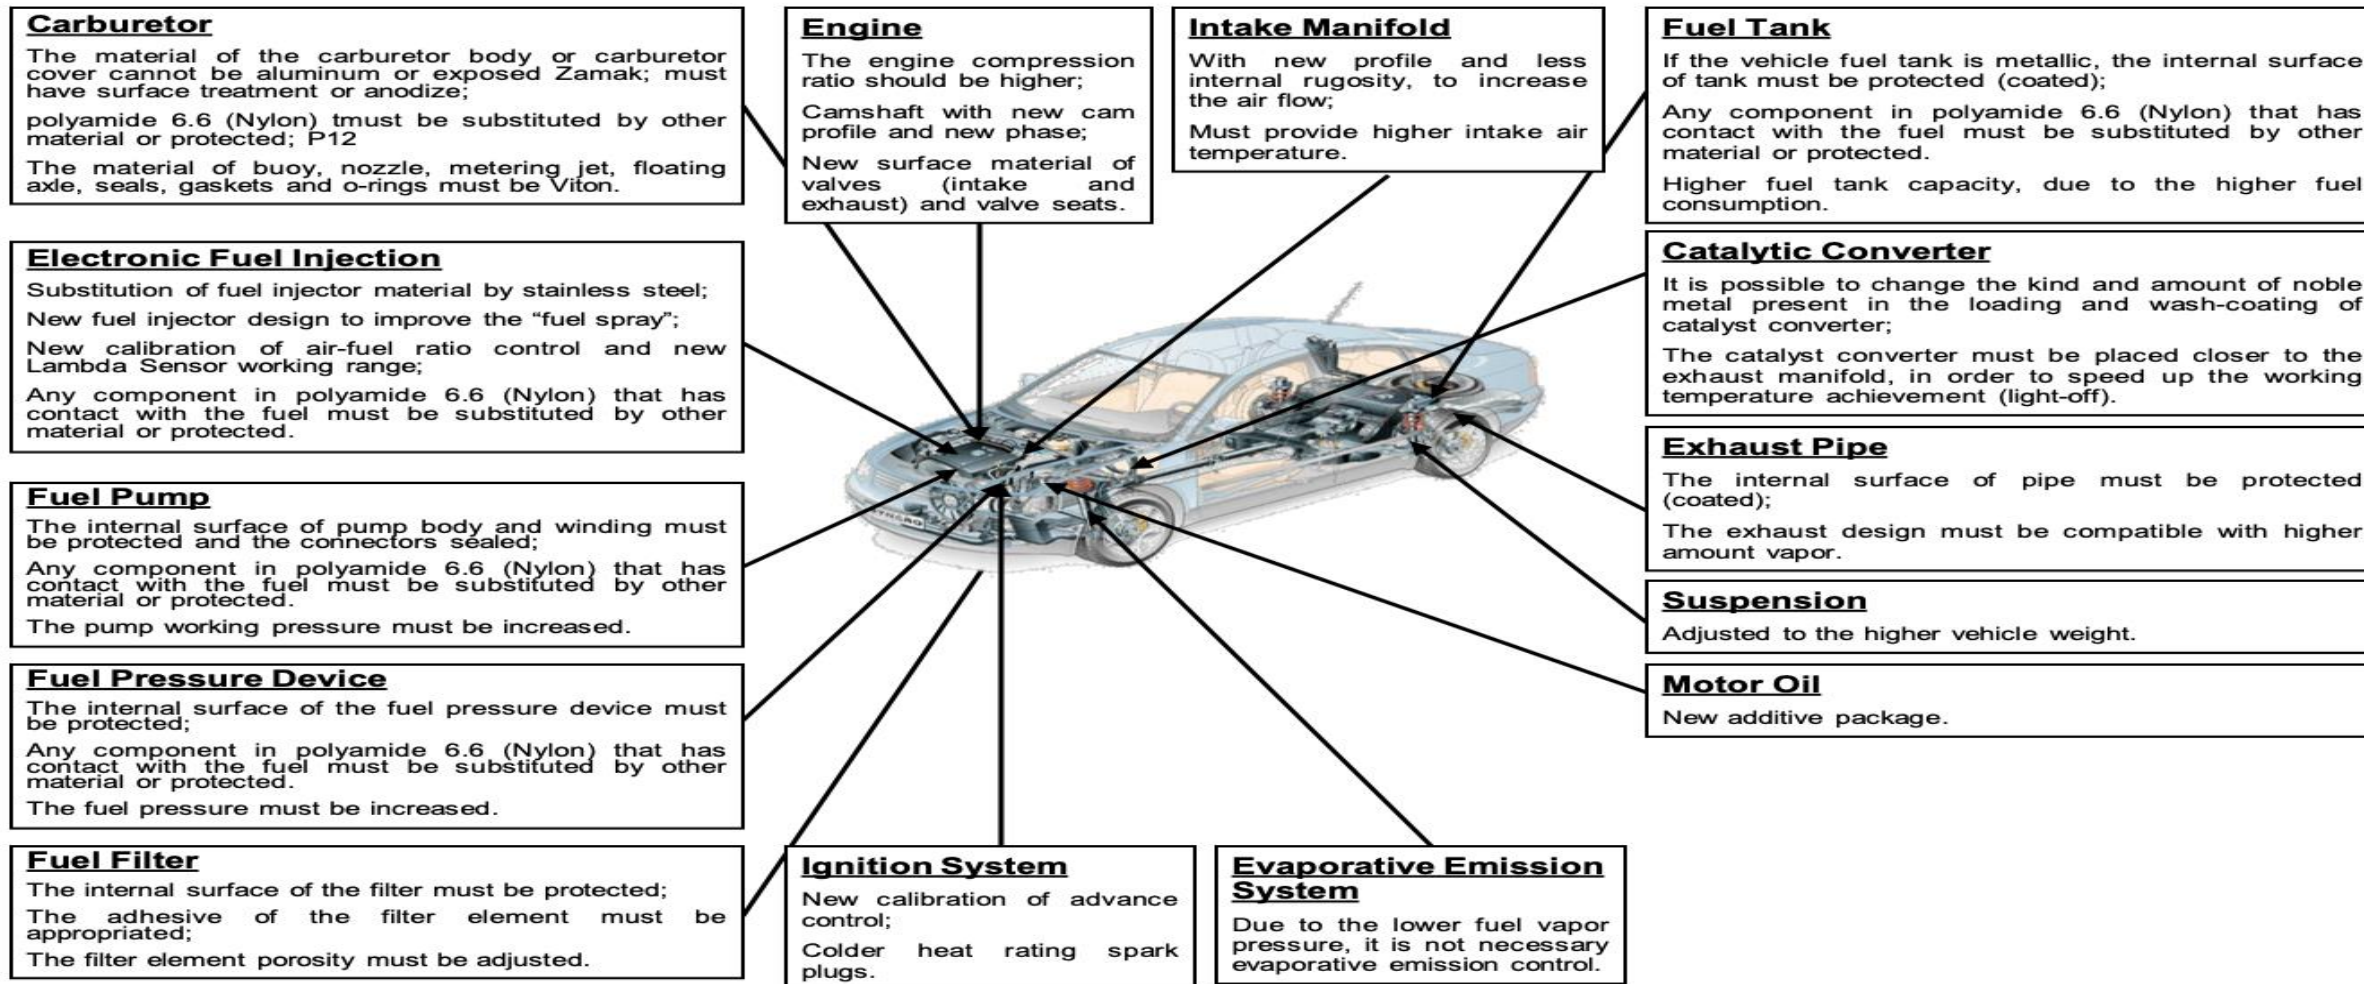 Carburetor
The material of the carburetor body or carburetor
cover cannot be aluminum or exposed Zamak; must
have surface treatment or anodize;
polyamide 6.6 (Nylon) tmust be substituted by other
material or protected; P12
The material of buoy, nozzle, metering jet, floating
axle, seals, gaskets and o-rings must be Viton.
Electronic Fuel Injection
Substitution of fuel injector material by stainless steel;
New fuel injector design to improve the “fuel spray”;
New calibration of air-fuel ratio control and new
Lambda Sensor working range;
Any component in polyamide 6.6 (Nylon) that has
contact with the fuel must be substituted by other
material or protected.
Fuel Pump
The internal surface of pump body and winding must
be protected and the connectors sealed;
Any component in polyamide 6.6 (Nylon) that has
contact with the fuel must be substituted by other
material or protected.
The pump working pressure must be increased.
Fuel Pressure Device
The internal surface of the fuel pressure device must
be protected;
Any component in polyamide 6.6 (Nylon) that has
contact with the fuel must be substituted by other
material or protected.
The fuel pressure must be increased.
Fuel Filter
The internal surface of the filter must be protected;
The adhesive of the filter element must be
appropriated;
The filter element porosity must be adjusted.
Engine
The engine compression
ratio should be higher;
Camshaft with new cam
profile and new phase;
New surface material of
valves (intake and
exhaust) and valve seats.
Intake Manifold
With new profile and less
internal rugosity, to increase
the air flow;
Must provide higher intake air
temperature.
Ignition System
New calibration of advance
control;
Colder heat rating spark
plugs.
Evaporative Emission
System
Due to the lower fuel vapor
pressure, it is not necessary
evaporative emission control.
Fuel Tank
If the vehicle fuel tank is metallic, the internal surface
of tank must be protected (coated);
Any component in polyamide 6.6 (Nylon) that has
contact with the fuel must be substituted by other
material or protected.
Higher fuel tank capacity, due to the higher fuel
consumption.
Catalytic Converter
It is possible to change the kind and amount of noble
metal present in the loading and wash-coating of
catalyst converter;
The catalyst converter must be placed closer to the
exhaust manifold, in order to speed up the working
temperature achievement (light-off).
Exhaust Pipe
The internal surface of pipe must be protected
(coated);
The exhaust design must be compatible with higher
amount vapor.
Suspension
Adjusted to the higher vehicle weight.
Motor Oil
New additive package.